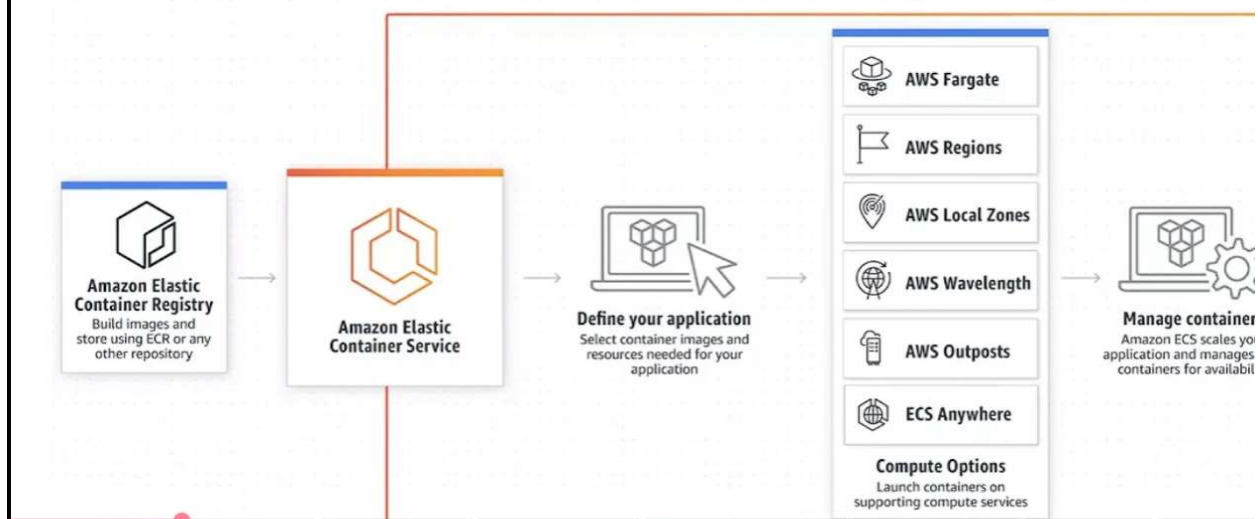 Amazon Elastic
Container Registry
Build images and
store using ECR or any
other repository
Amazon Elastic
Container Service
Define your application
Select container images and
resources needed for your
application
AWS Fargate
AWS Regions
AWS Local Zones
AWS Wavelength
AWS Outposts
ECS Anywhere
Compute Options
Launch containers on
supporting compute services
Manage container
Amazon ECS scales
application and manages
containers for